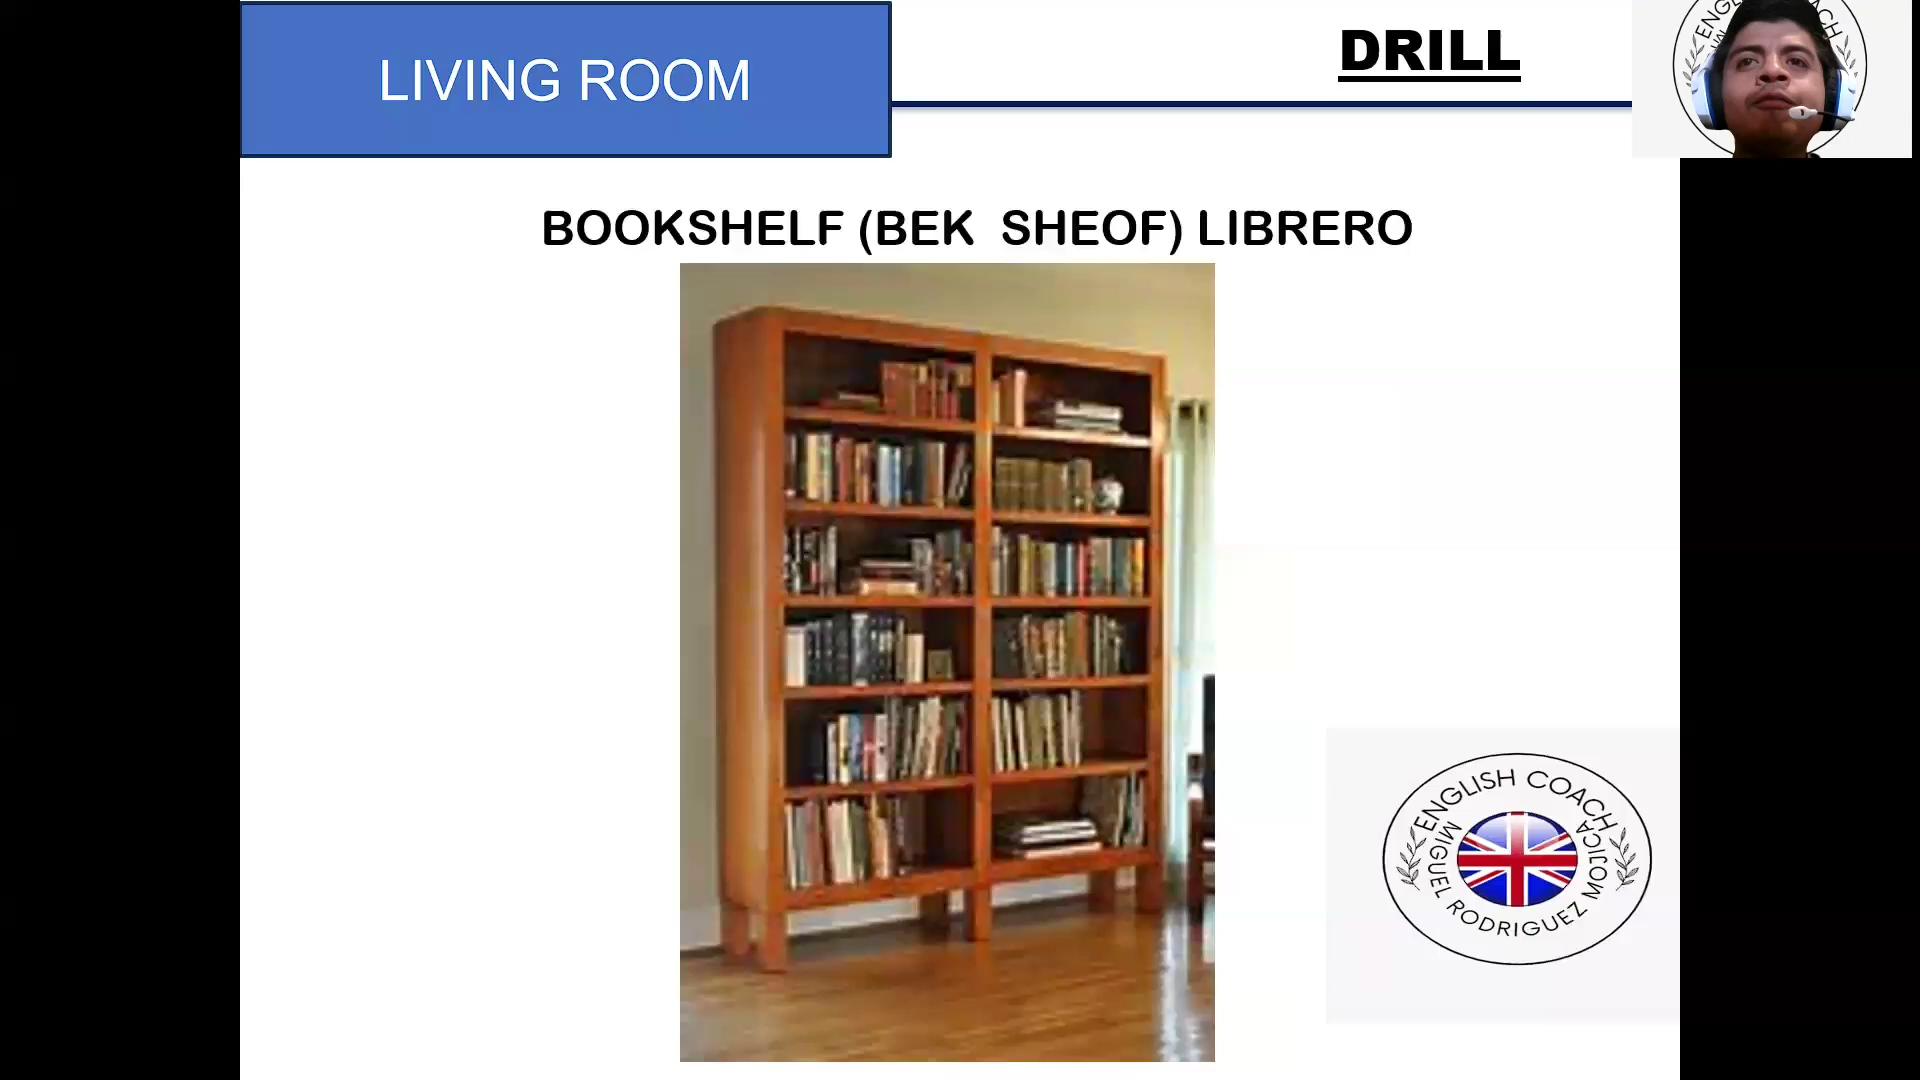 LIVING ROOM
DRILL
BOOKSHELF (BEK SHEOF) LIBRERO
ENGLISH COACH
MIGUEL RODRIGUEZ MOJICA